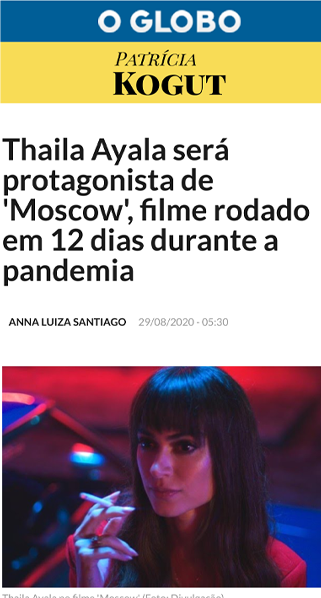 O GLOBO
PATRÍCIA
KOGUT
Thaila Ayala será
protagonista de
'Moscow', filme rodado
em 12 dias durante a
pandemia
ANNA LUIZA SANTIAGO 29/08/2020 - 05:30
Thaila Ayala no filme 'Moscow' (Foto: Divulgação)